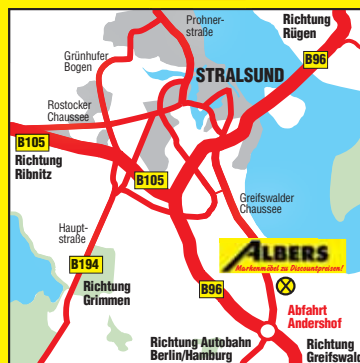 Prohner-
straße
Richtung
Rügen
Grünhufer
Bogen
B96
STRALSUND
Rostocker
Chaussee
B105
Richtung
Ribnitz
B105
Greifswalder
Chaussee
Haupt-
straße
ALBERS
Markenmöbel zu Discountpreisen!
B194
Richtung
Grimmen
B96
Abfahrt
Andershof
Richtung Autobahn
Berlin/Hamburg
Richtung
Greifswald